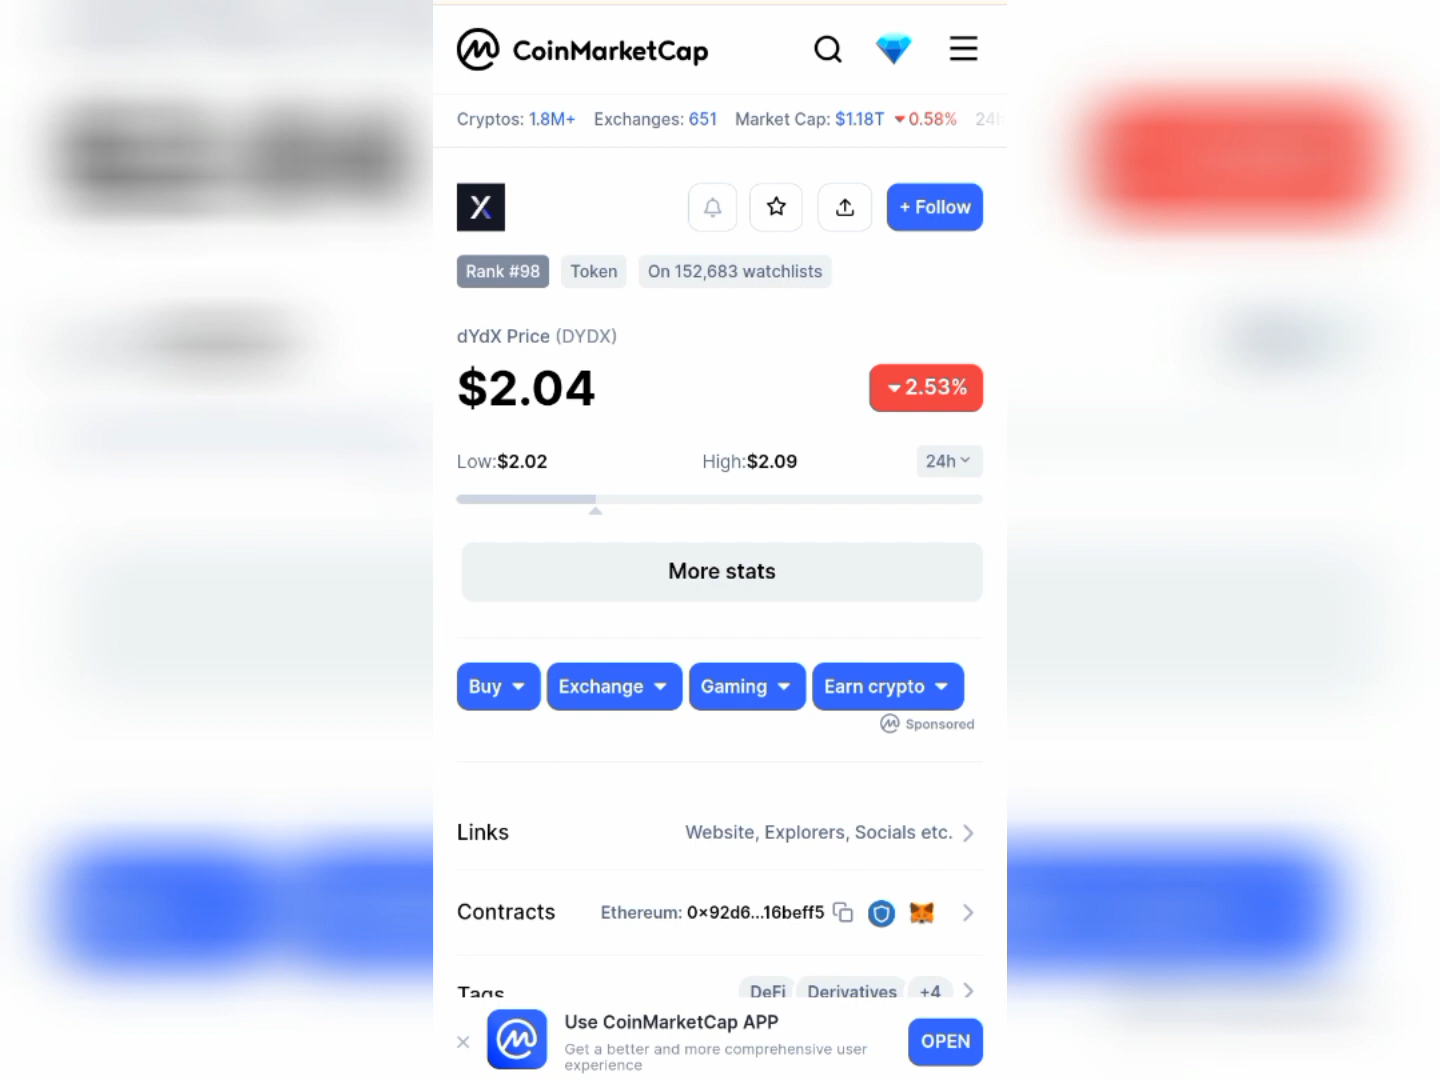 CoinMarketCap
Cryptos: 1.8M+ Exchanges: 651 Market Cap: $1.18T 0.58% 24h
+ Follow
Rank #98 Token On 152,683 watchlists
dYdX Price (DYDX)
$2.04 2.53%
Low:$2.02 High:$2.09 24h
More stats
Buy Exchange Gaming Earn crypto
Sponsored
Links Website, Explorers, Socials etc.
Contracts Ethereum: 0x92d6...16beff5
Tags DeFi Derivatives +4
Use CoinMarketCap APP
Get a better and more comprehensive user
experience
OPEN